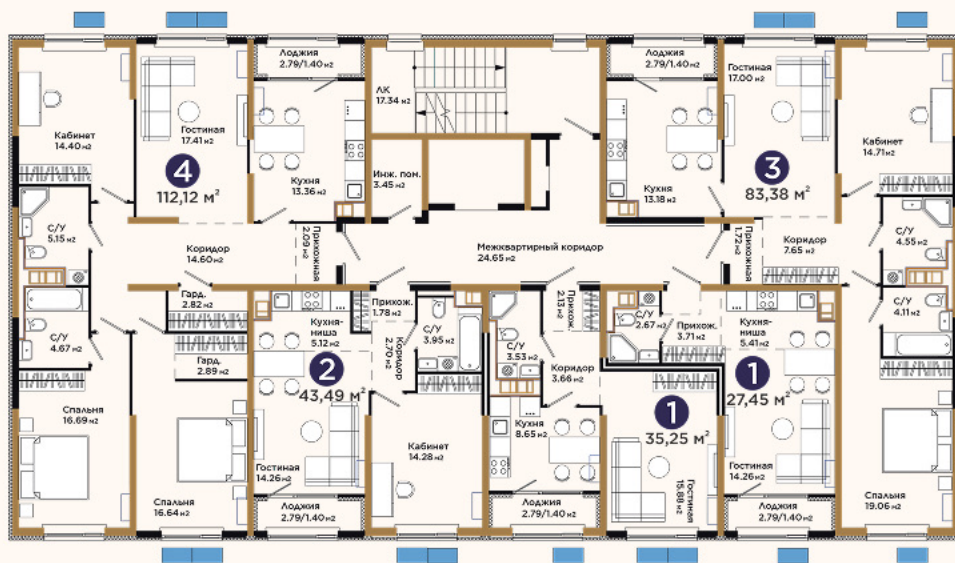 Лоджия
2.79/1.40 м2
Лоджия
2.79/1.40 м2
Гостиная
17.00 м2
ЛК
17.34 м2
Кабинет
14.40 м2
Гостиная
17.41 м2
4
112,12 м²
Кухня
13.36 м2
Инж. пом.
3.45 м2
Кухня
13.18 м2
3
83,38 м²
Кабинет
14.71 м2
С/У
5.15 м2
Коридор
14.60 м2
Прихожная
2.09 м2
Межквартирный коридор
24.65 м2
Прихожная
1.72 м2
Коридор
7.65 м2
С/У
4.55 м2
С/У
4.67 м2
Гард.
2.82 м2
Гард.
2.89 м2
Кухня-
ниша
5.12 м2
Прихож.
1.78 м2
Коридор
2.70 м2
С/У
3.95 м2
С/У
3.53 м2
Прихож.
2.13 м2
Коридор
3.66 м2
С/У
2.67 м2
Прихож.
3.71 м2
Кухня-
ниша
5.41 м2
С/У
4.11 м2
2
43,49 м²
1
35,25 м²
1
27,45 м²
Спальня
16.69 м2
Спальня
16.64 м2
Гостиная
14.26 м2
Кабинет
14.28 м2
Кухня
8.65 м2
Гостиная
15.88 м2
Гостиная
14.26 м2
Спальня
19.06 м2
Лоджия
2.79/1.40 м2
Лоджия
2.79/1.40 м2
Лоджия
2.79/1.40 м2